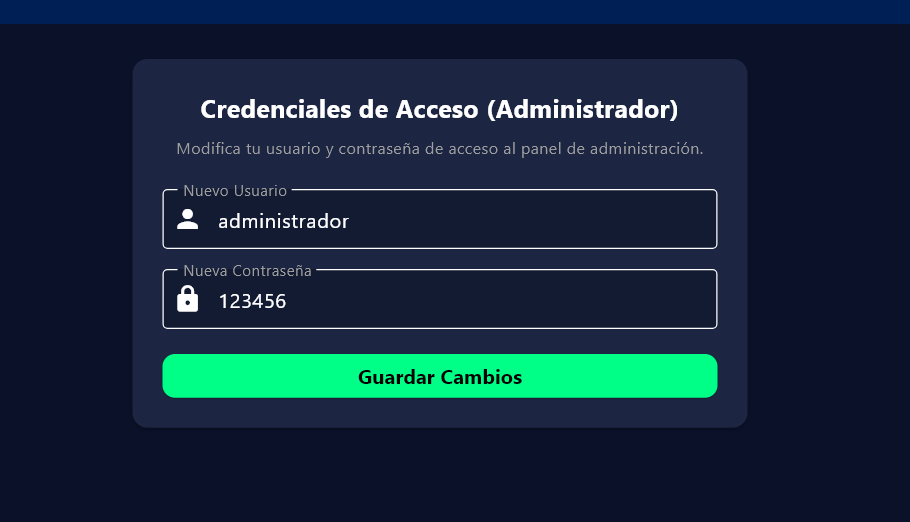 Credenciales de Acceso (Administrador)
Modifica tu usuario y contraseña de acceso al panel de administración.
Nuevo Usuario
administrador
Nueva Contraseña
123456
Guardar Cambios